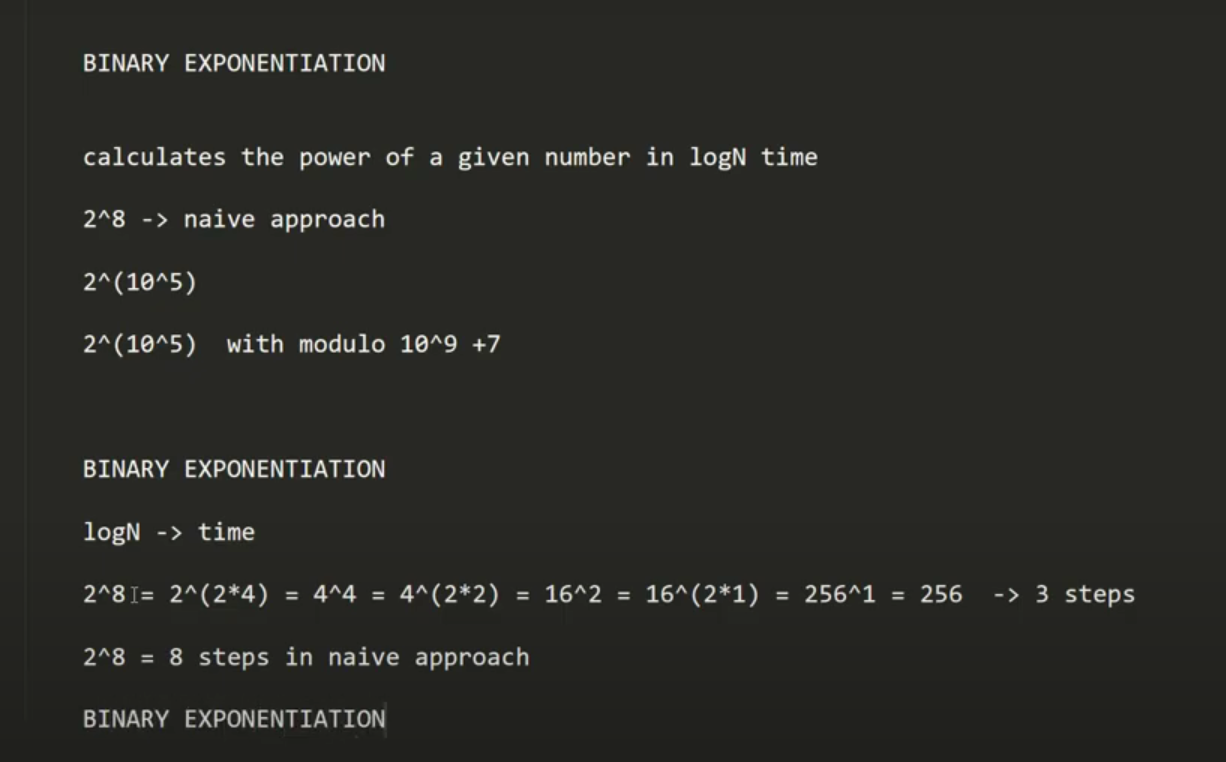 BINARY EXPONENTIATION
calculates the power of a given number in logN time
2^8 -> naive approach
2^(10^5)
2^(10^5)  with modulo 10^9 +7
BINARY EXPONENTIATION
logN -> time
2^8 = 2^(2*4) = 4^4 = 4^(2*2) = 16^2 = 16^(2*1) = 256^1 = 256  -> 3 steps
2^8 = 8 steps in naive approach
BINARY EXPONENTIATION